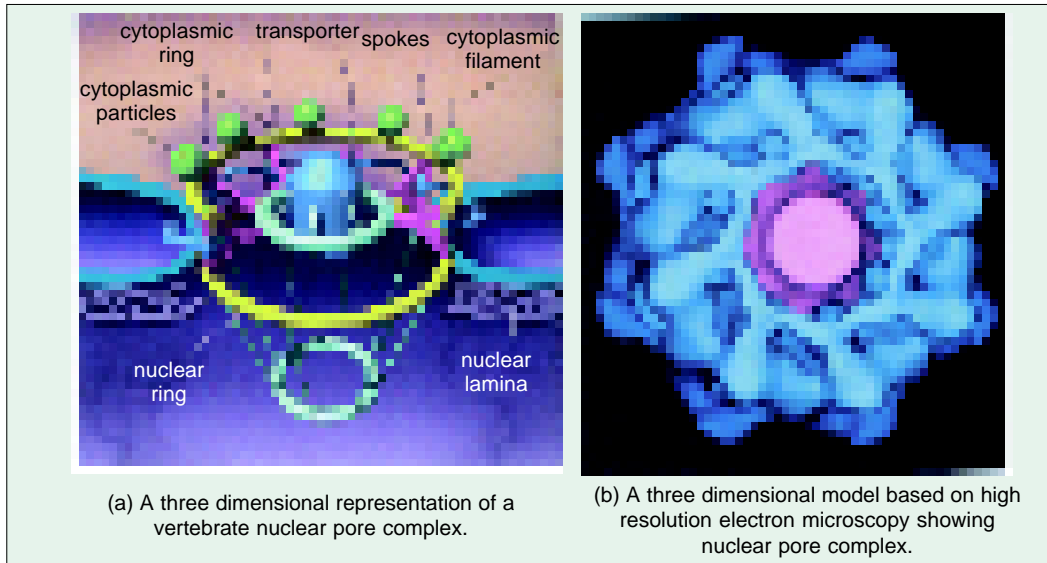 cytoplasmic
ring
transporter
spokes
cytoplasmic
filament
cytoplasmic
particles
nuclear
ring
nuclear
lamina
(a) A three dimensional representation of a
vertebrate nuclear pore complex.
(b) A three dimensional model based on high
resolution electron microscopy showing
nuclear pore complex.